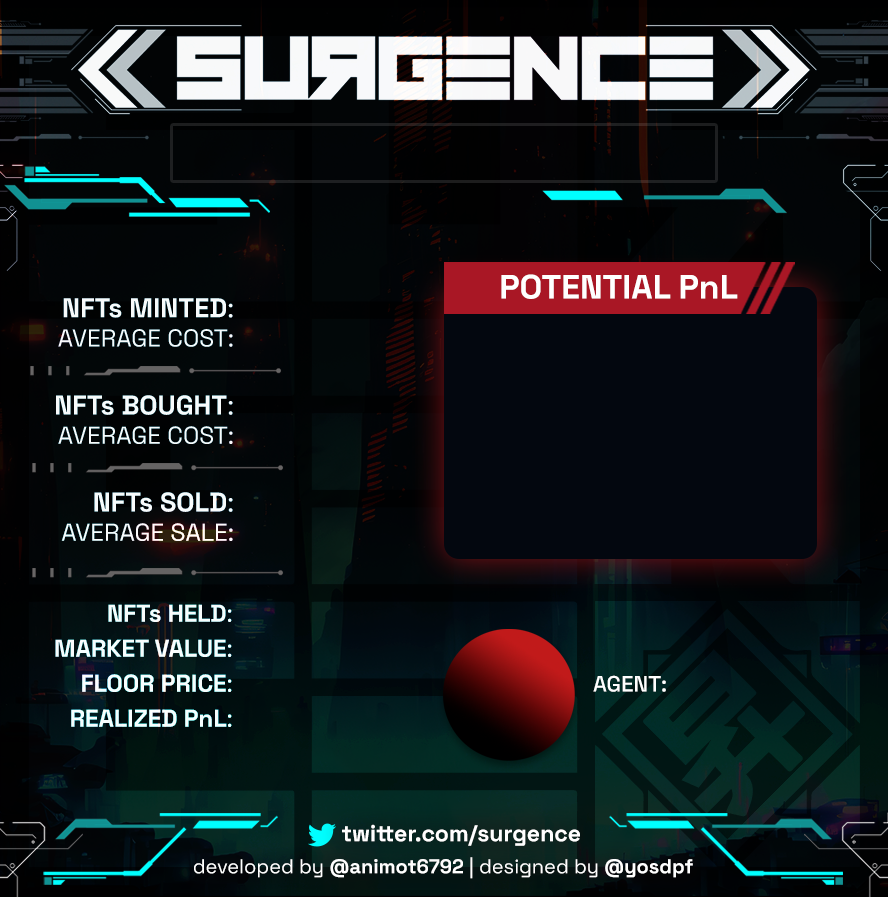 SURGENCE
POTENTIAL PnL
NFTs MINTED:
AVERAGE COST:
NFTs BOUGHT:
AVERAGE COST:
NFTs SOLD:
AVERAGE SALE:
NFTs HELD:
MARKET VALUE:
FLOOR PRICE:
REALIZED PnL:
AGENT:
twitter.com/surgence
developed by @animot6792 | designed by @yosdpf